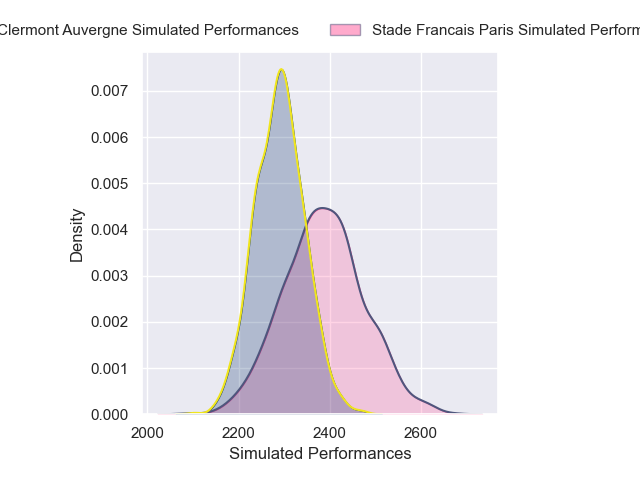 Clermont Auvergne Simulated Performances
Stade Francais Paris Simulated Perform
0.007
0.006
0.005
0.004
0.003
0.002
0.001
0.000
Density
2000 2200 2400 2600
Simulated Performances